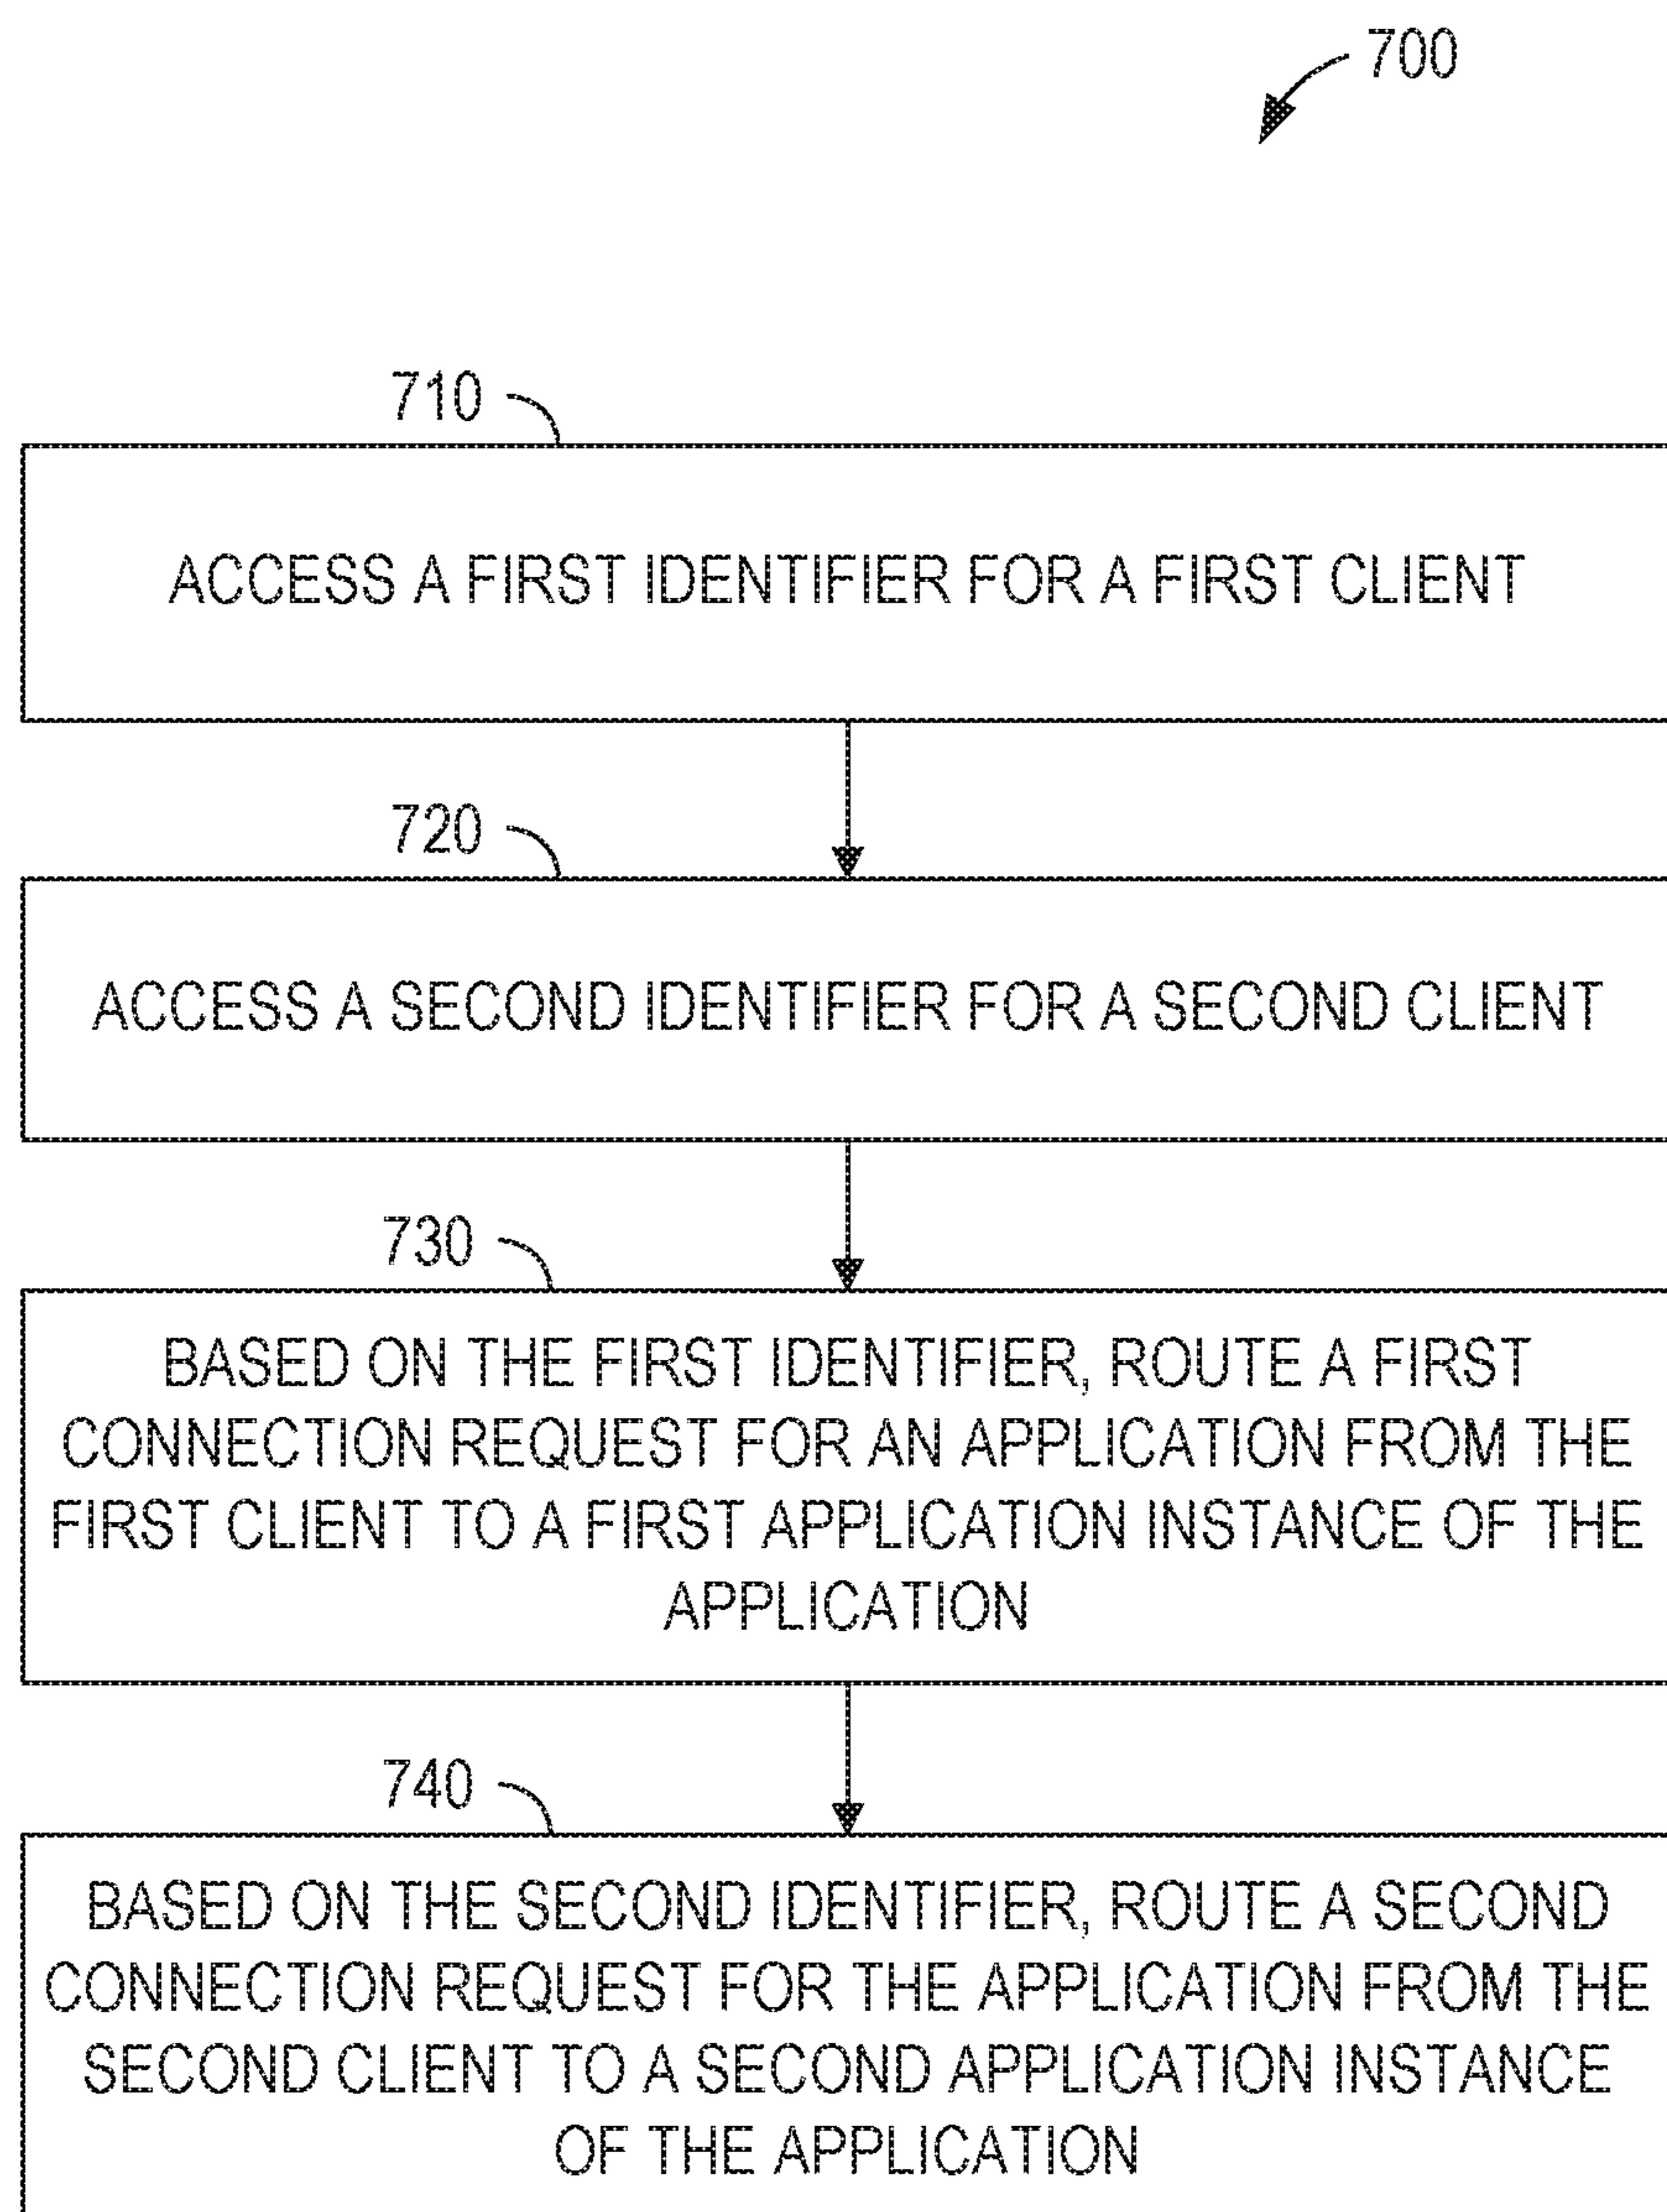 700
710
ACCESS A FIRST IDENTIFIER FOR A FIRST CLIENT
720
ACCESS A SECOND IDENTIFIER FOR A SECOND CLIENT
730
BASED ON THE FIRST IDENTIFIER, ROUTE A FIRST
CONNECTION REQUEST FOR AN APPLICATION FROM THE
FIRST CLIENT TO A FIRST APPLICATION INSTANCE OF THE
APPLICATION
740
BASED ON THE SECOND IDENTIFIER, ROUTE A SECOND
CONNECTION REQUEST FOR THE APPLICATION FROM THE
SECOND CLIENT TO A SECOND APPLICATION INSTANCE
OF THE APPLICATION